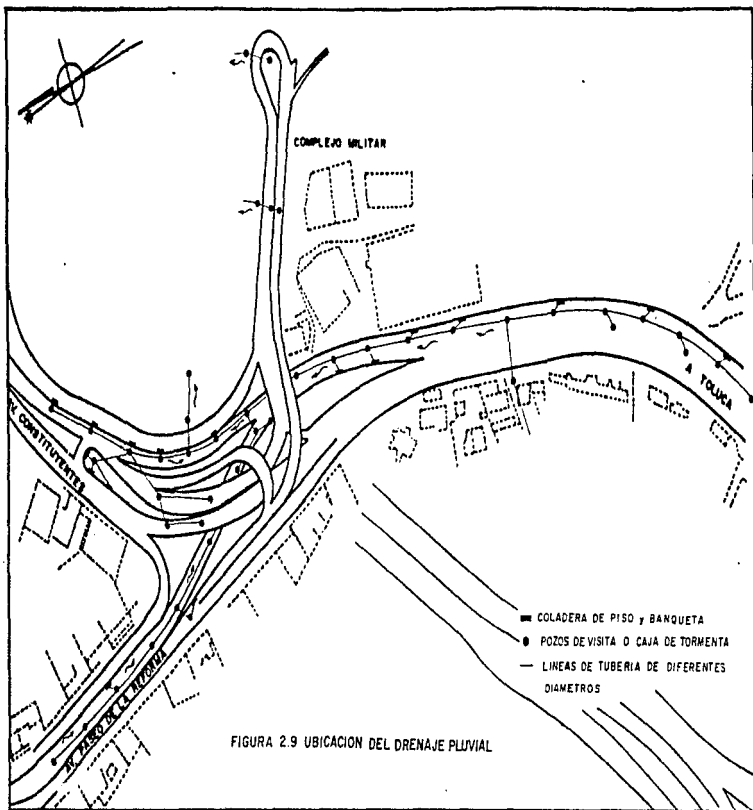 COMPLEJO MILITAR
A TOLUCA
AV. CONSTITUYENTES
AV. PASEO DE LA REFORMA
COLADERA DE PISO y BANQUETA
POZOS DE VISITA O CAJA DE TORMENTA
LINEAS DE TUBERIA DE DIFERENTES
DIAMETROS
FIGURA 2.9 UBICACION DEL DRENAJE PLUVIAL